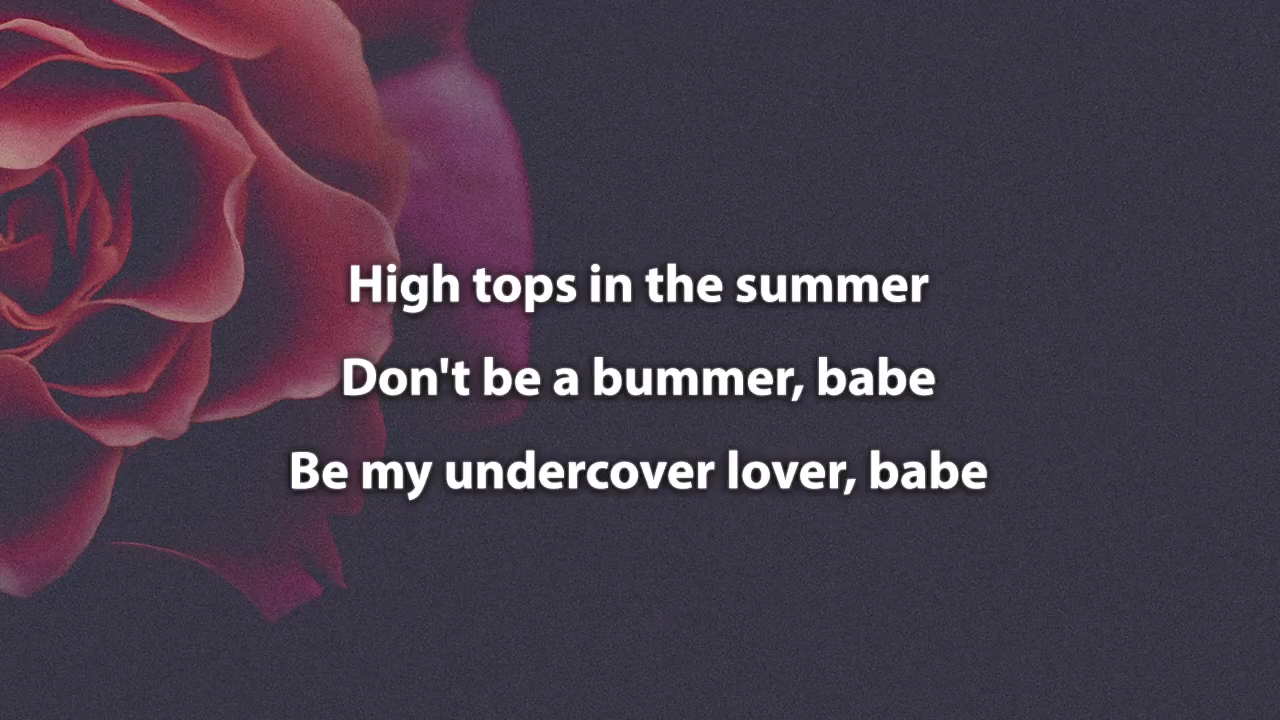 High tops in the summer
Don't be a bummer, babe
Be my undercover lover, babe